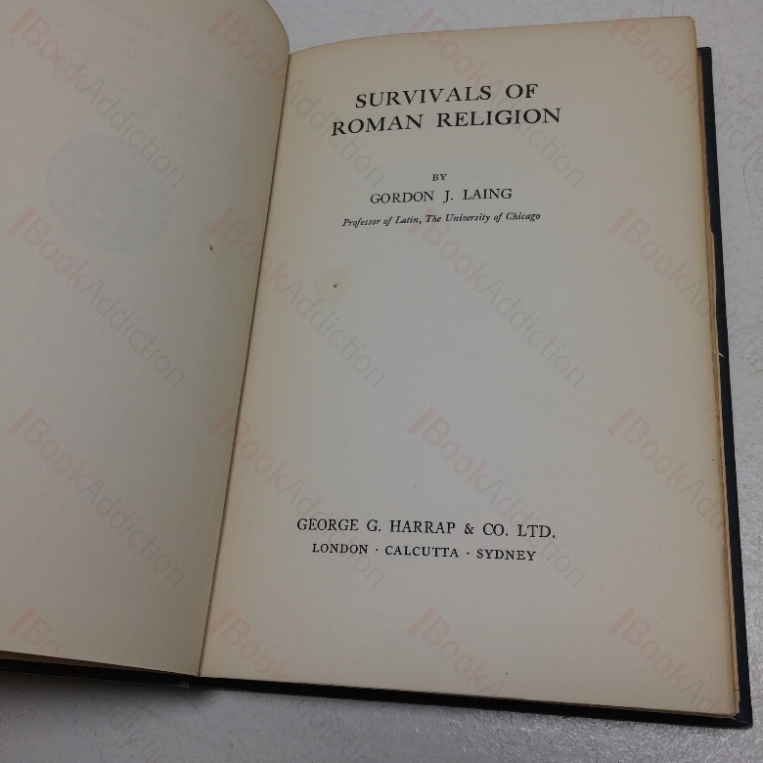 SURVIVALS OF
ROMAN RELIGION
BY
GORDON J. LAING
Professor of Latin, The University of Chicago
GEORGE G. HARRAP & CO. LTD.
LONDON · CALCUTTA · SYDNEY
BookAddiction